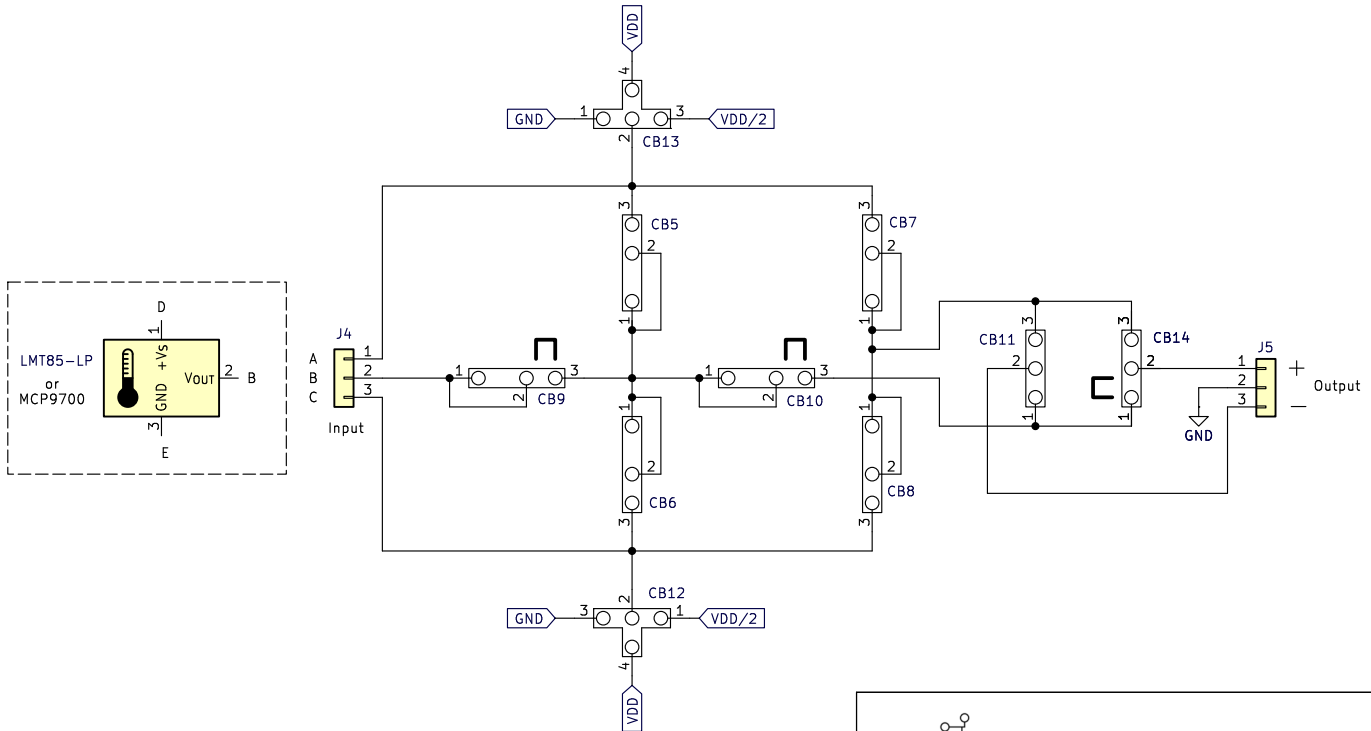 VDD
4
GND 1 3 VDD/2
2 CB13
3 CB5 3 CB7
2 2
1 1
D
1
+VS
LMT85-LP
or
MCP9700
VOUT 2 B
GND
3
E
J4
A 1
B 2
C 3
Input
1 3
2 CB9
1 3
2 CB10
3 CB11 3 CB14
2 2
1 1
J5
1 +
2 Output
3 −
GND
1 1
2 2
CB6 CB8
3 3
CB12
2
GND 3 1 VDD/2
4
VDD